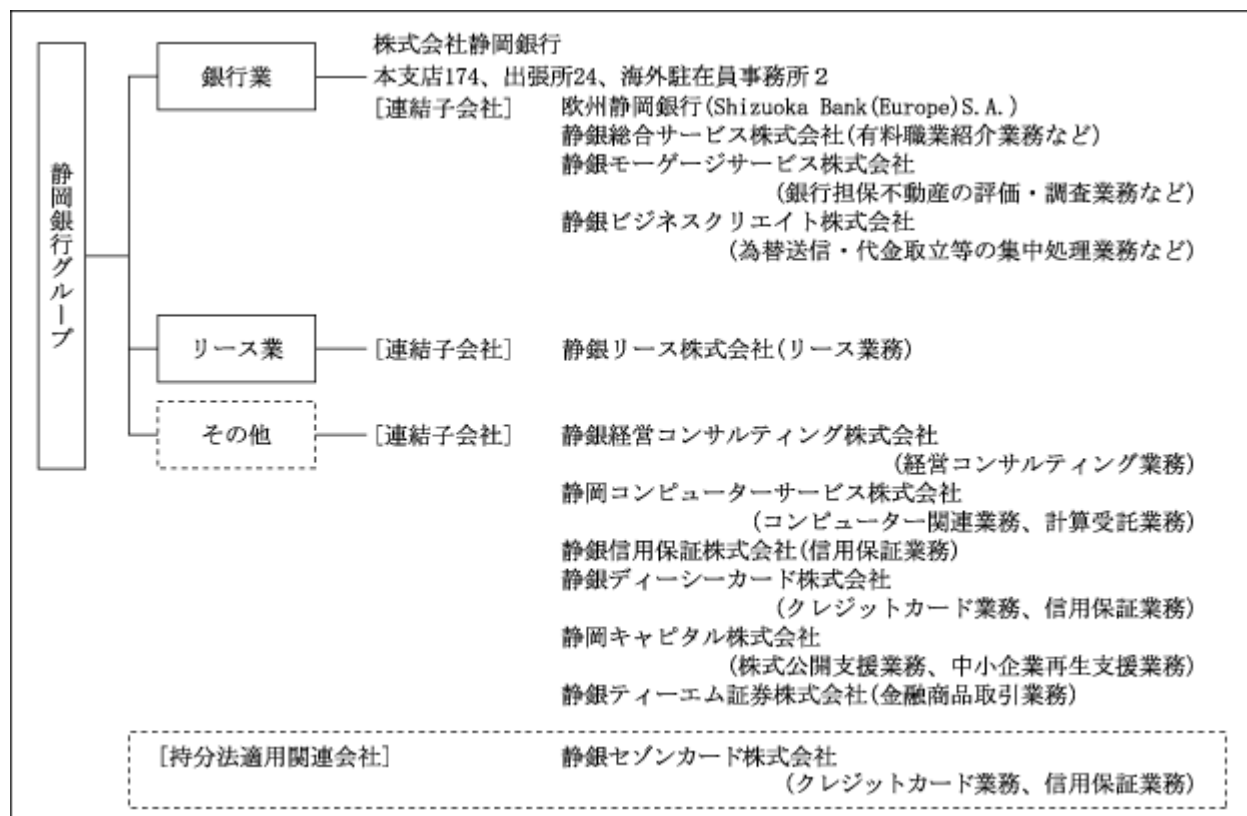 静岡銀行グループ
銀行業
株式会社静岡銀行
本支店174、出張所24、海外駐在員事務所2
[連結子会社] 欧州静岡銀行(Shizuoka Bank(Europe)S.A.)
静銀総合サービス株式会社(有料職業紹介業務など)
静銀モーゲージサービス株式会社
(銀行担保不動産の評価・調査業務など)
静銀ビジネスクリエイト株式会社
(為替送信・代金取立等の集中処理業務など)
リース業 [連結子会社] 静銀リース株式会社(リース業務)
その他 [連結子会社] 静銀経営コンサルティング株式会社
(経営コンサルティング業務)
静岡コンピューターサービス株式会社
(コンピューター関連業務、計算受託業務)
静銀信用保証株式会社(信用保証業務)
静銀ディーシーカード株式会社
(クレジットカード業務、信用保証業務)
静岡キャピタル株式会社
(株式公開支援業務、中小企業再生支援業務)
静銀ティーエム証券株式会社(金融商品取引業務)
[持分法適用関連会社] 静銀セゾンカード株式会社
(クレジットカード業務、信用保証業務)